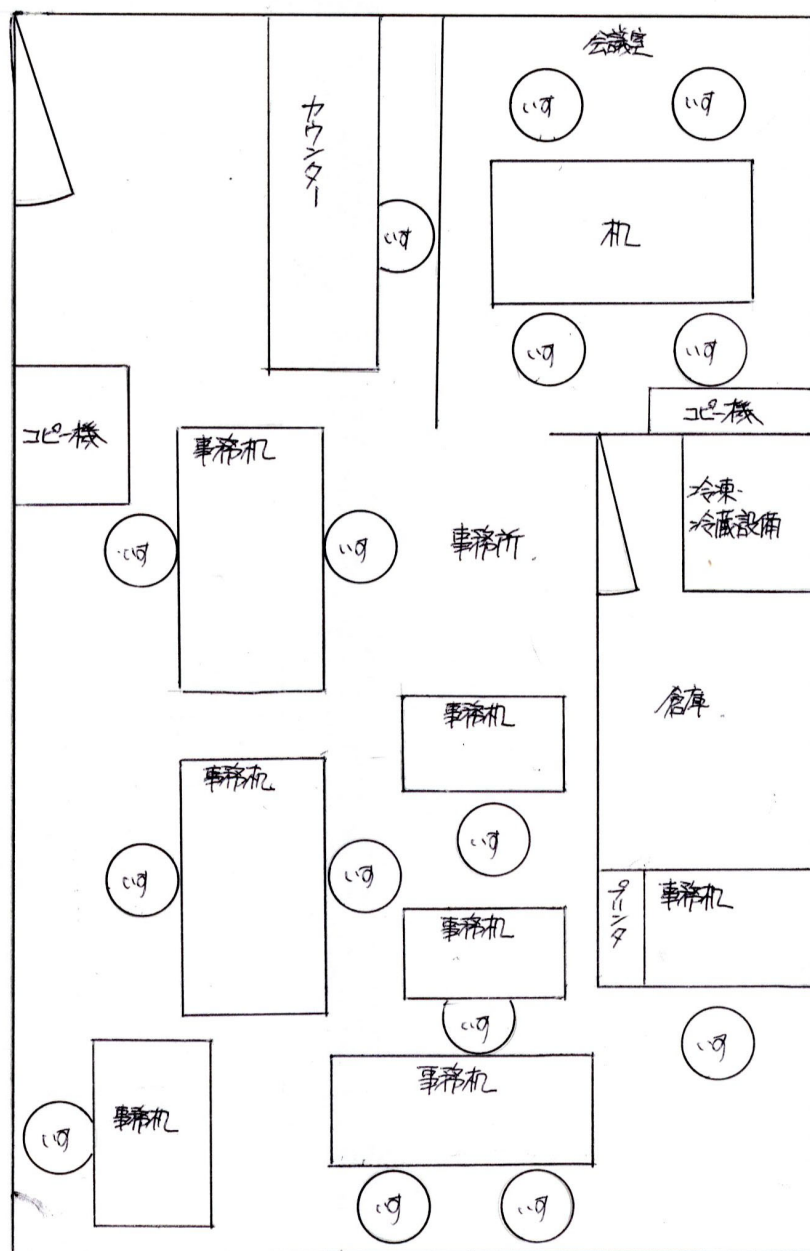 会議室
いす
いす
カウンター
いす
机
いす
いす
コピー機
コピー機
事務机
冷凍・
冷蔵設備
いす
いす
事務所
倉庫
事務机
事務机
いす
いす
いす
プリンタ
事務机
事務机
いす
いす
事務机
事務机
いす
いす
いす